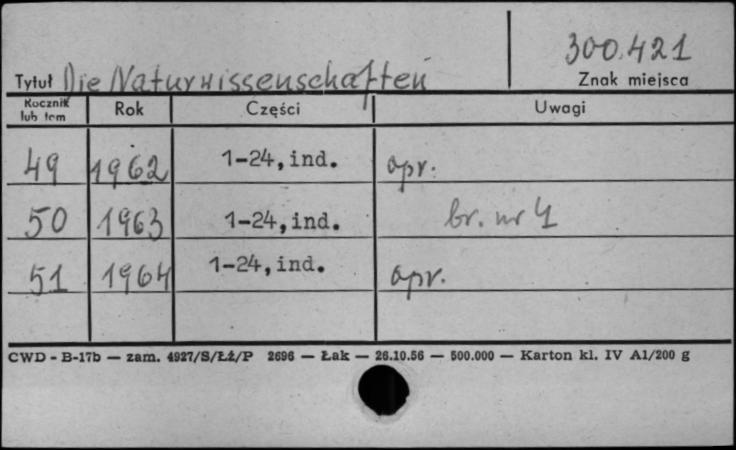 300.421
Tytuł Die Naturwissenschaften
Znak miejsca
Rocznik lub tom Rok Części Uwagi
49 1962 1-24, ind. opr.
50 1963 1-24, ind. br. nr 4
51 1964 1-24, ind. opr.
CWD - B-17b — zam. 4927/S/ŁŻ/P 2696 — Łak — 26.10.56 — 500.000 — Karton kl. IV A1/200 g